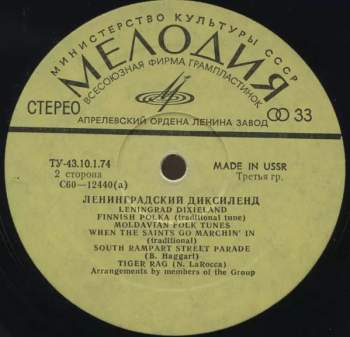 МИНИСТЕРСТВО КУЛЬТУРЫ СССР
МЕЛОДИЯ
ВСЕСОЮЗНАЯ ФИРМА ГРАМПЛАСТИНОК
СТЕРЕО
33
АПРЕЛЕВСКИЙ ОРДЕНА ЛЕНИНА ЗАВОД
ТУ-43.10.1.74
MADE IN USSR
2 сторона
Третья гр.
С60—12440(а)
ЛЕНИНГРАДСКИЙ ДИКСИЛЕНД
LENINGRAD DIXIELAND
FINNISH POLKA (traditional tune)
MOLDAVIAN FOLK TUNES
WHEN THE SAINTS GO MARCHIN' IN
(traditional)
SOUTH RAMPART STREET PARADE
(B. Haggart)
TIGER RAG (N. LaRocca)
Arrangements by members of the Group